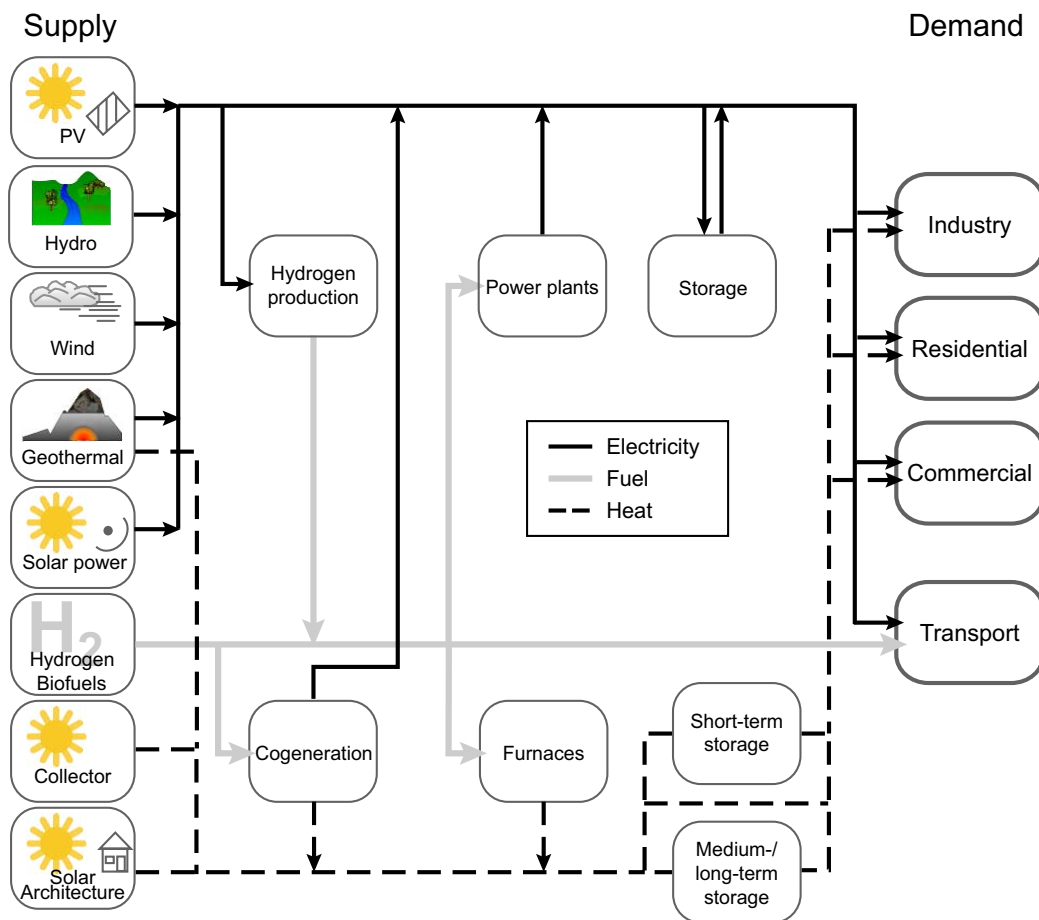 Supply
Demand
PV
Hydro
Wind
Geothermal
Solar power
H2
Hydrogen
Biofuels
Collector
Solar
Architecture
Hydrogen
production
Power plants
Storage
Electricity
Fuel
Heat
Cogeneration
Furnaces
Short-term
storage
Medium-/
long-term
storage
Industry
Residential
Commercial
Transport